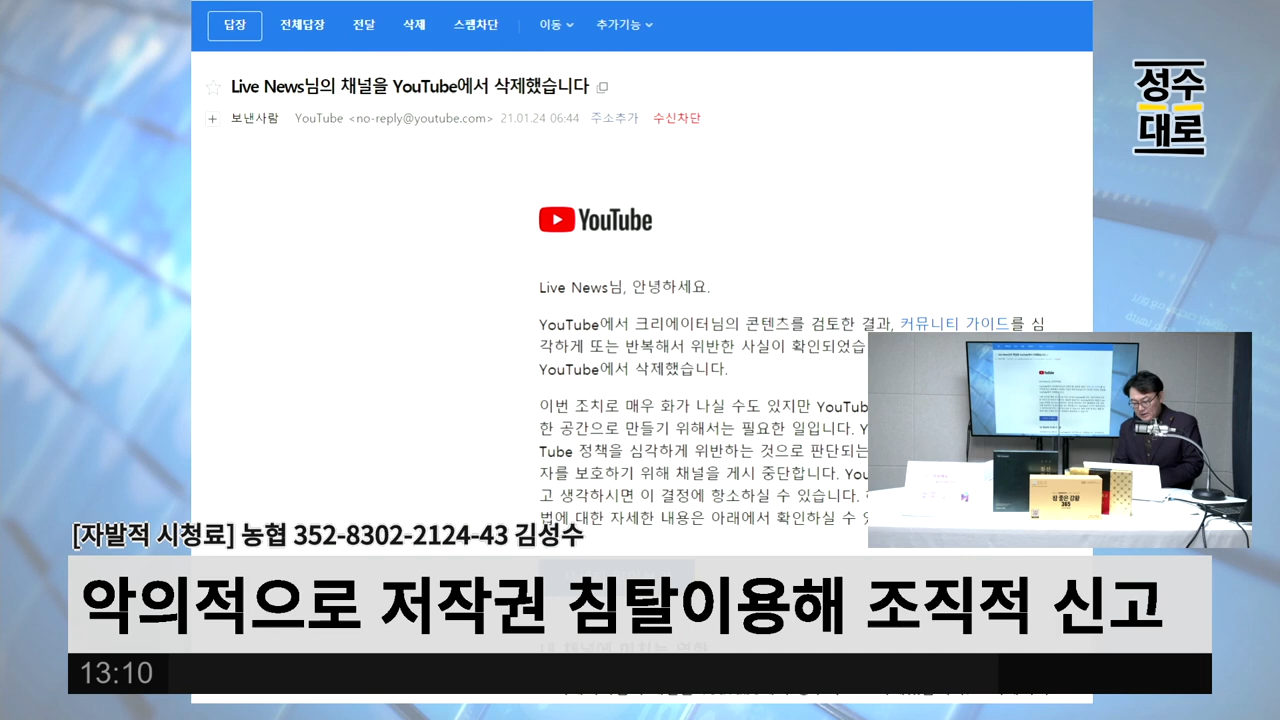 답장 전체답장 전달 삭제 스팸차단 이동 추가기능
Live News님의 채널을 YouTube에서 삭제했습니다
보낸사람 YouTube <no-reply@youtube.com> 21.01.24 06:44 주소추가 수신차단
성수
대로
YouTube
Live News님, 안녕하세요.
YouTube에서 크리에이터님의 콘텐츠를 검토한 결과, 커뮤니티 가이드를 심
각하게 또는 반복해서 위반한 사실이 확인되었습
YouTube에서 삭제했습니다.
이번 조치로 매우 화가 나실 수도 있지만 YouTub
한 공간으로 만들기 위해서는 필요한 일입니다. Y
Tube 정책을 심각하게 위반하는 것으로 판단되는
자를 보호하기 위해 채널을 게시 중단합니다. You
고 생각하시면 이 결정에 항소하실 수 있습니다.
법에 대한 자세한 내용은 아래에서 확인하실 수 있
[자발적 시청료] 농협 352-8302-2124-43 김성수
악의적으로 저작권 침탈이용해 조직적 신고
13:10